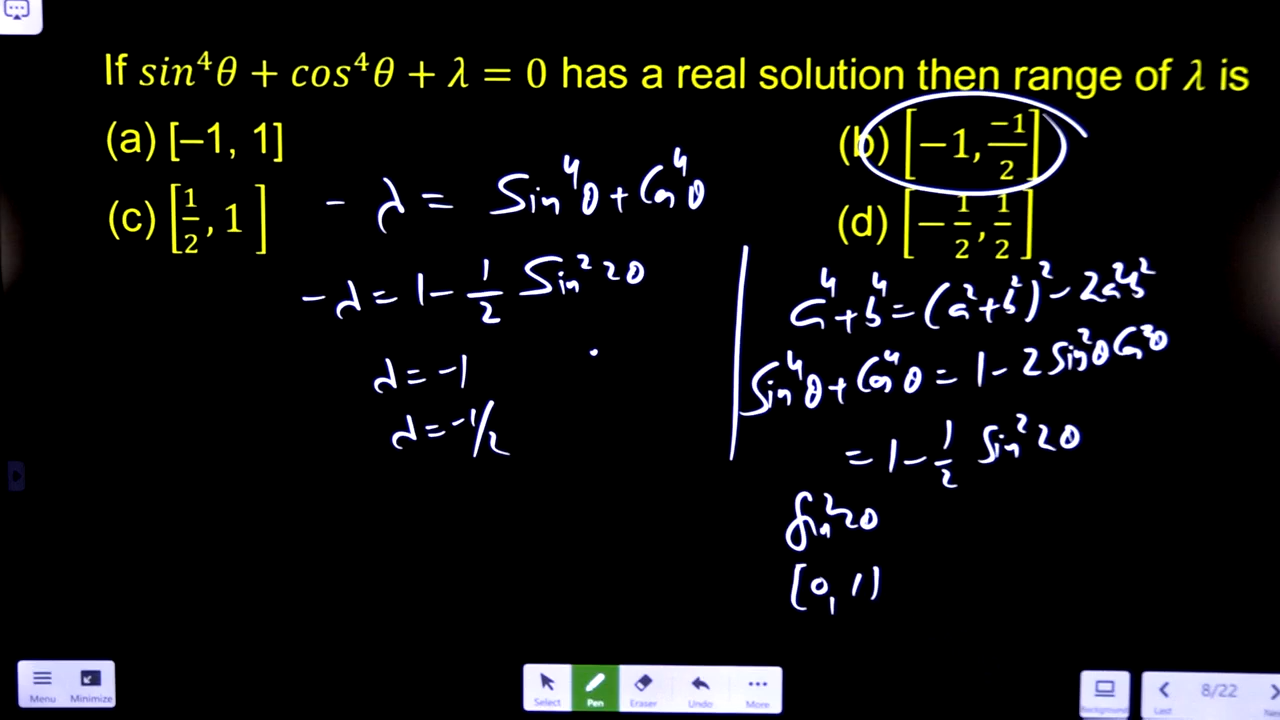 If sin⁴θ + cos⁴θ + λ = 0 has a real solution then range of λ is
(a) [–1, 1]
(b) [−1, −1/2]
(c) [1/2, 1]
(d) [−1/2, 1/2]
- λ = Sin⁴θ + Cos⁴θ
-λ = 1 - 1/2 Sin²2θ
λ = -1
λ = -1/2
a⁴+b⁴ = (a²+b²)² - 2a²b²
Sin⁴θ + Cos⁴θ = 1 - 2 Sin²θ Cos²θ
= 1 - 1/2 Sin²2θ
Sin²2θ
[0, 1]
Menu
Minimize
Select
Pen
Eraser
Undo
More
Background
Last
8/22